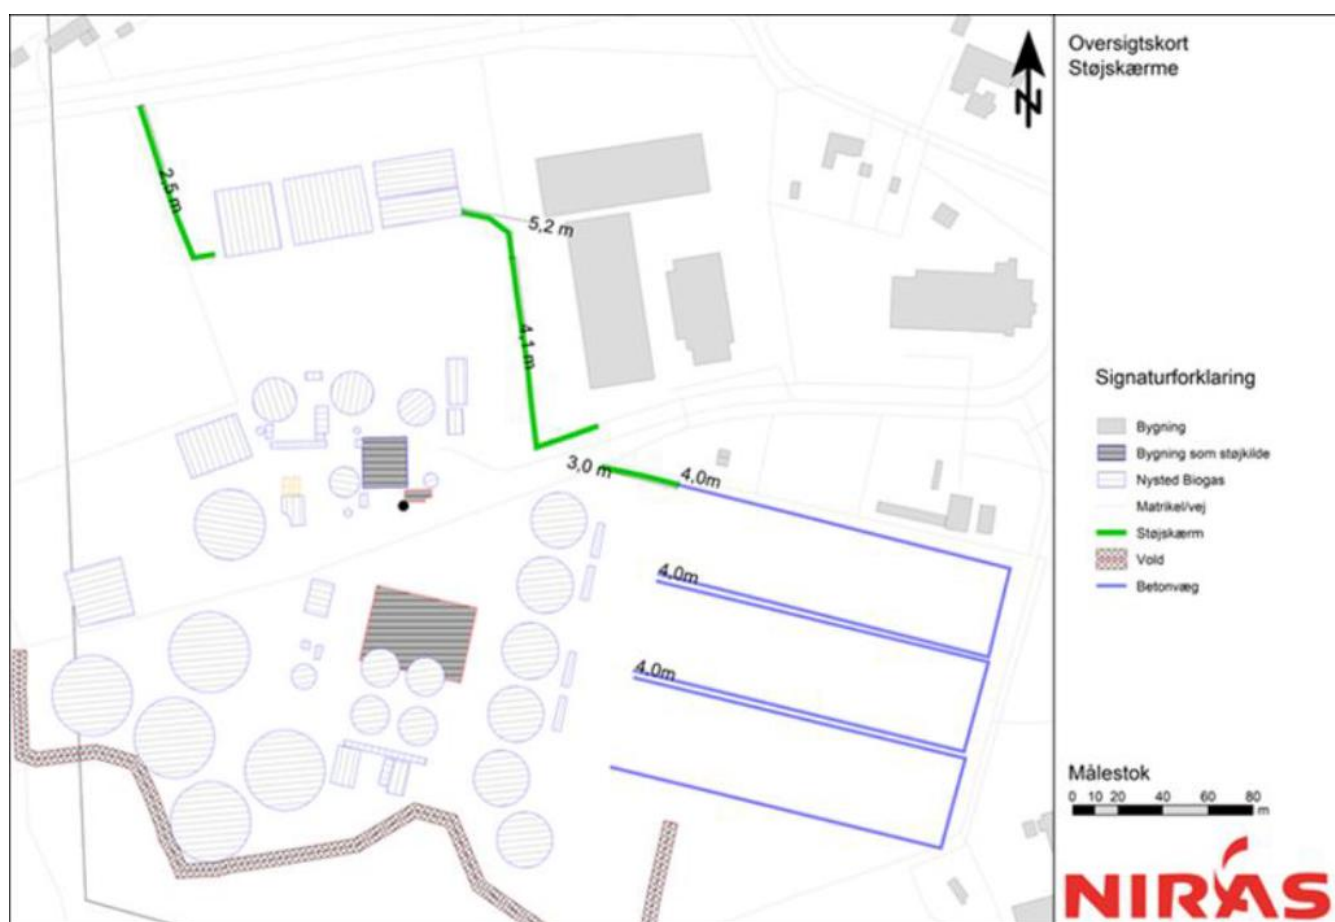 Oversigtskort
Støjskærme
N
2,5 m
5,2 m
4,1 m
3,0 m
4,0m
4,0m
4,0m
Signaturforklaring
Bygning
Bygning som støjkilde
Nysted Biogas
Matrikel/vej
Støjskærm
Vold
Betonvæg
Målestok
0 10 20 40 60 80
m
NIRAS